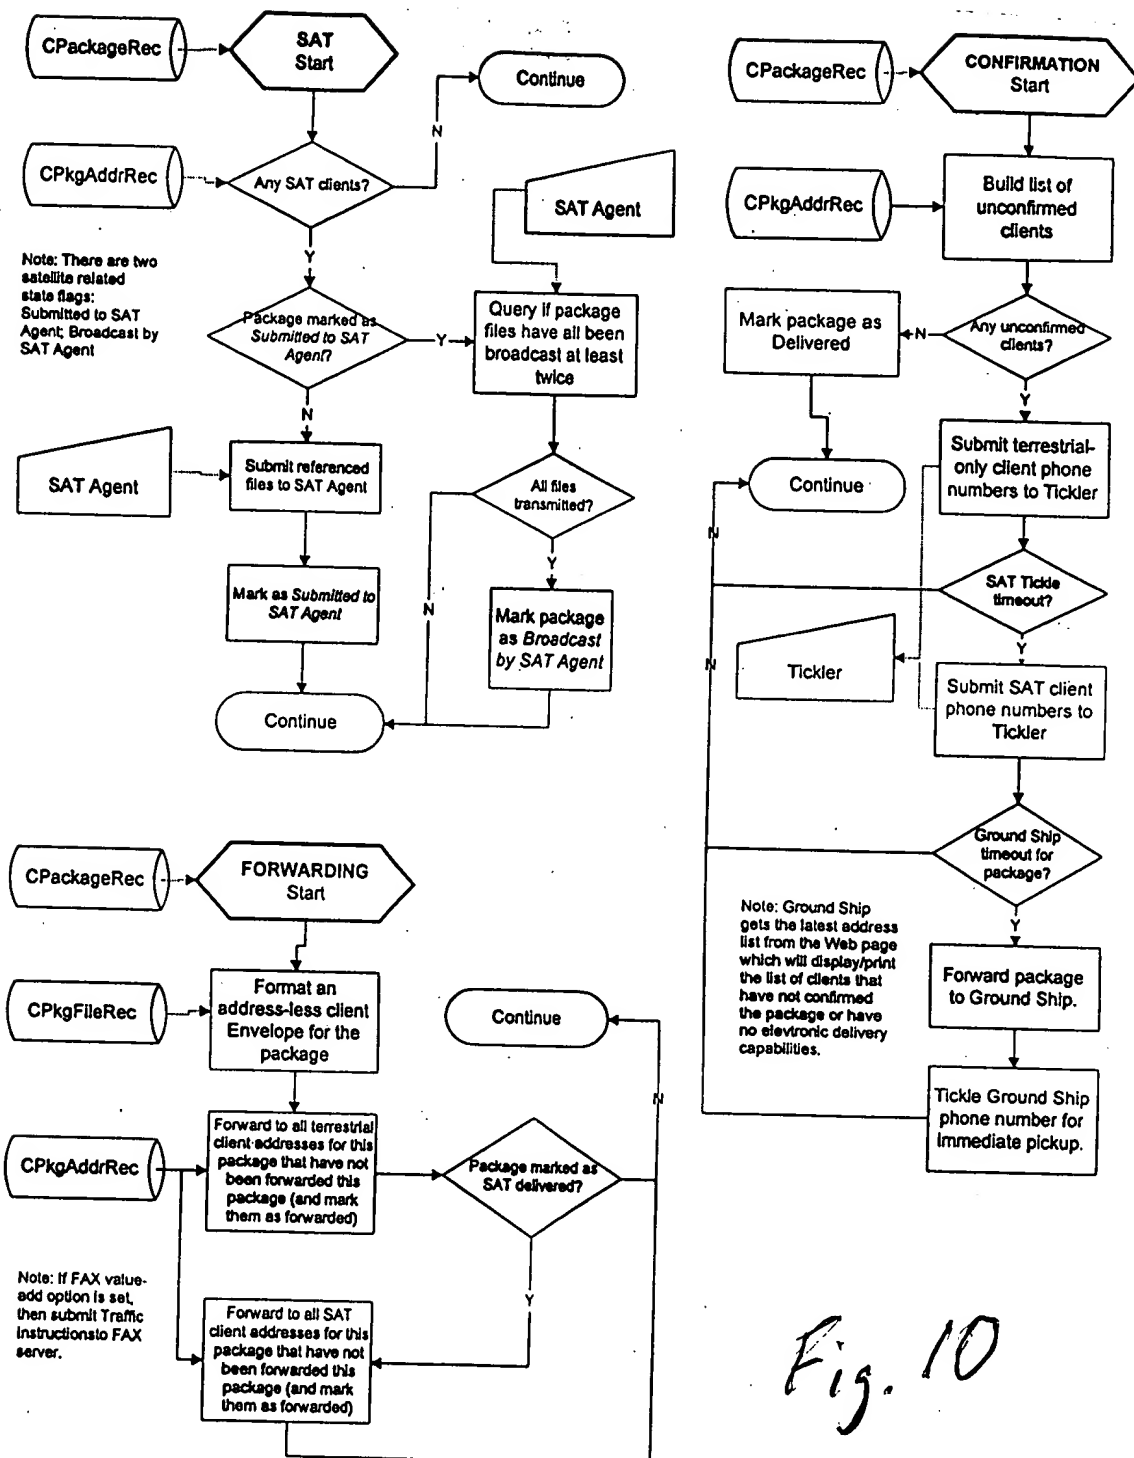 CPackageRec
SAT
Start
Continue
N
CPkgAddrRec
Any SAT clients?
SAT Agent
Y
Note: There are two
satellite related
state flags:
Submitted to SAT
Agent; Broadcast by
SAT Agent
Package marked as
Submitted to SAT
Agent?
Y
Query if package
files have all been
broadcast at least
twice
N
SAT Agent
Submit referenced
files to SAT Agent
All files
transmitted?
Y
N
Mark as Submitted to
SAT Agent
Mark package
as Broadcast
by SAT Agent
Continue
CPackageRec
CONFIRMATION
Start
CPkgAddrRec
Build list of
unconfirmed
clients
Mark package as
Delivered
N
Any unconfirmed
clients?
Y
Continue
Submit terrestrial-
only client phone
numbers to Tickler
N
SAT Tickle
timeout?
Y
Tickler
N
Submit SAT client
phone numbers to
Tickler
Ground Ship
timeout for
package?
Note: Ground Ship
gets the latest address
list from the Web page
which will display/print
the list of clients that
have not confirmed
the package or have
no elevtronic delivery
capabilities.
Y
Forward package
to Ground Ship.
Tickle Ground Ship
phone number for
immediate pickup.
CPackageRec
FORWARDING
Start
CPkgFileRec
Format an
address-less client
Envelope for the
package
Continue
N
CPkgAddrRec
Forward to all terrestrial
client addresses for this
package that have not
been forwarded this
package (and mark
them as forwarded)
Package marked as
SAT delivered?
Y
Note: If FAX value-
add option is set,
then submit Traffic
Instructionsto FAX
server.
Forward to all SAT
client addresses for this
package that have not
been forwarded this
package (and mark
them as forwarded)
Fig. 10